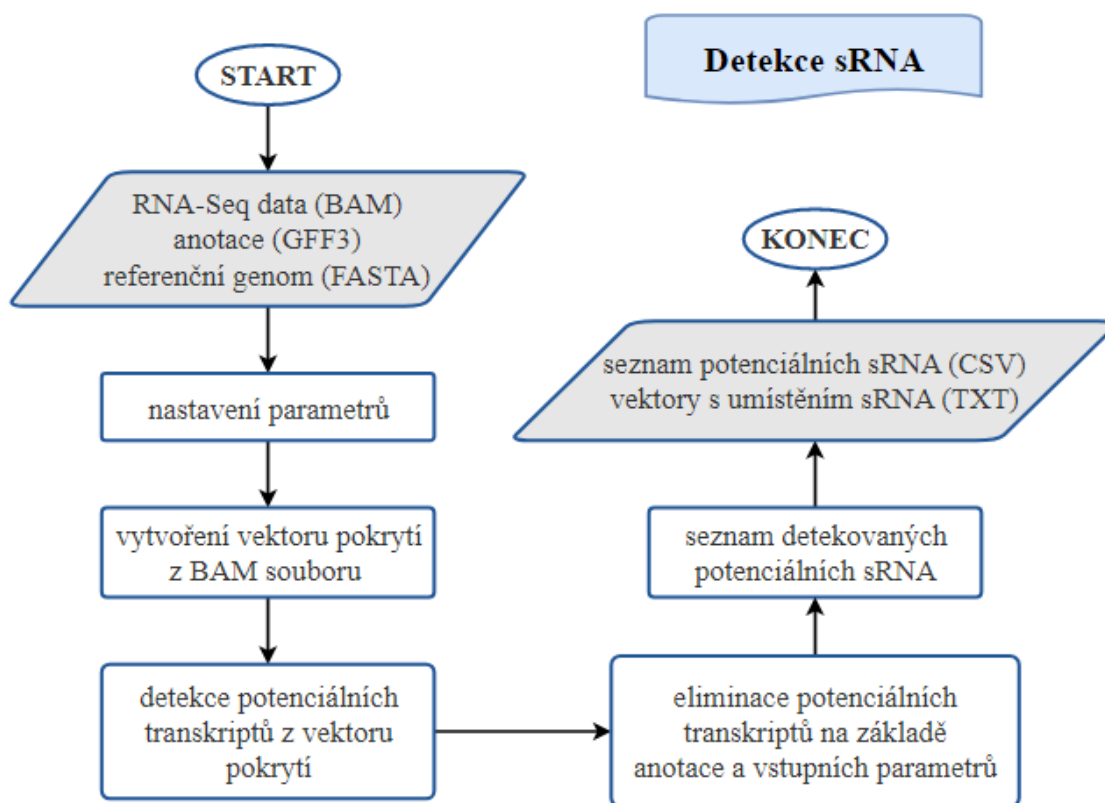 Detekce sRNA
START
RNA-Seq data (BAM)
anotace (GFF3)
referenční genom (FASTA)
nastavení parametrů
vytvoření vektoru pokrytí
z BAM souboru
detekce potenciálních
transkriptů z vektoru
pokrytí
eliminace potenciálních
transkriptů na základě
anotace a vstupních parametrů
seznam detekovaných
potenciálních sRNA
seznam potenciálních sRNA (CSV)
vektory s umístěním sRNA (TXT)
KONEC